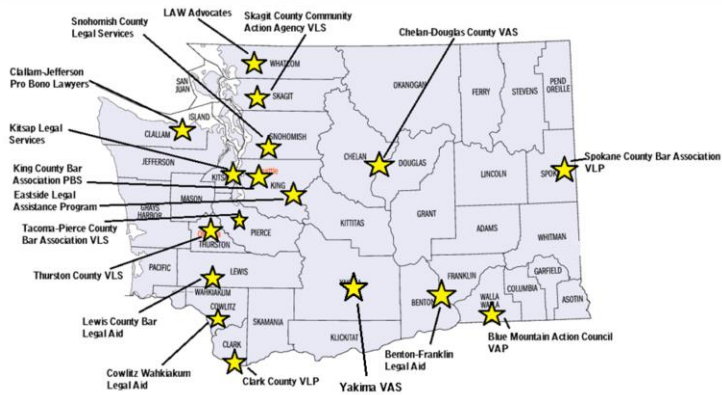 LAW Advocates
Skagit County Community
Action Agency VLS
Snohomish County
Legal Services
Chelan-Douglas County VAS
Clallam-Jefferson
Pro Bono Lawyers
Kitsap Legal
Services
King County Bar
Association PBS
Eastside Legal
Assistance Program
Tacoma-Pierce County
Bar Association VLS
Thurston County VLS
Lewis County Bar
Legal Aid
Cowlitz Wahkiakum
Legal Aid
Clark County VLP
Yakima VAS
Benton-Franklin
Legal Aid
Blue Mountain Action Council
VAP
Spokane County Bar Association
VLP
WHATCOM
SAN
JUAN
SKAGIT
ISLAND
CLALLAM
SNOHOMISH
JEFFERSON
KITS
KING
MASON
GRAYS
HARBOR
PIERCE
THURSTON
PACIFIC
LEWIS
WAHKIAKUM
COWLITZ
SKAMANIA
CLARK
OKANOGAN
FERRY
STEVENS
PEND
OREILLE
CHELAN
DOUGLAS
LINCOLN
SPOK
KITTITAS
GRANT
ADAMS
WHITMAN
FRANKLIN
BENTON
WALLA
WALLA
COLUMBIA
GARFIELD
ASOTIN
KLICKITAT